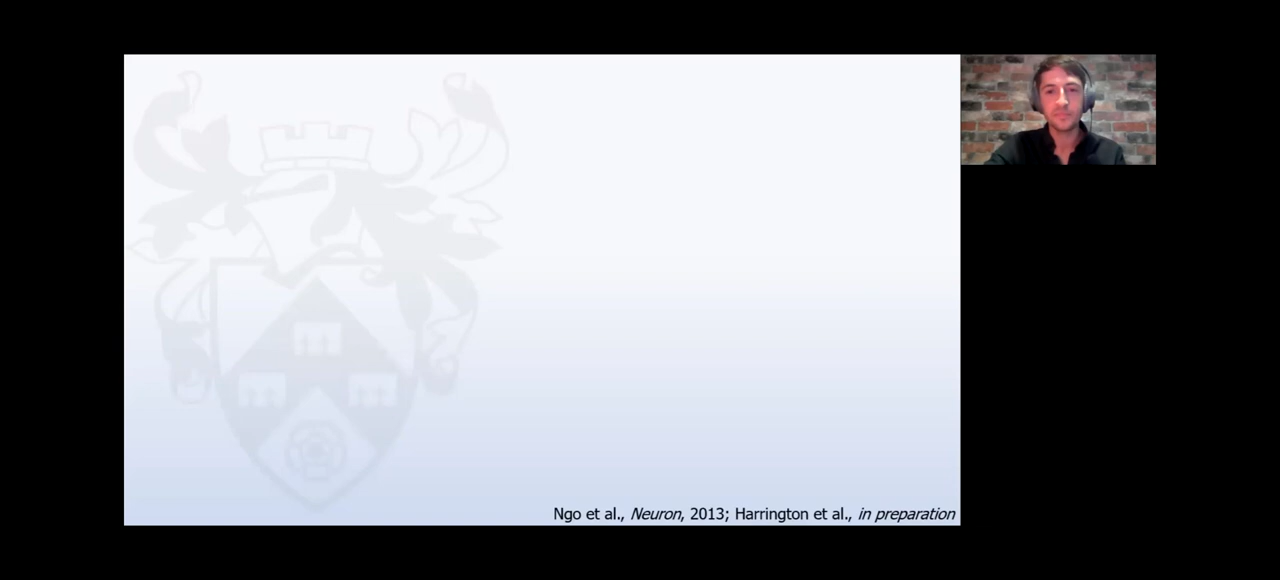 Ngo et al., Neuron, 2013; Harrington et al., in preparation